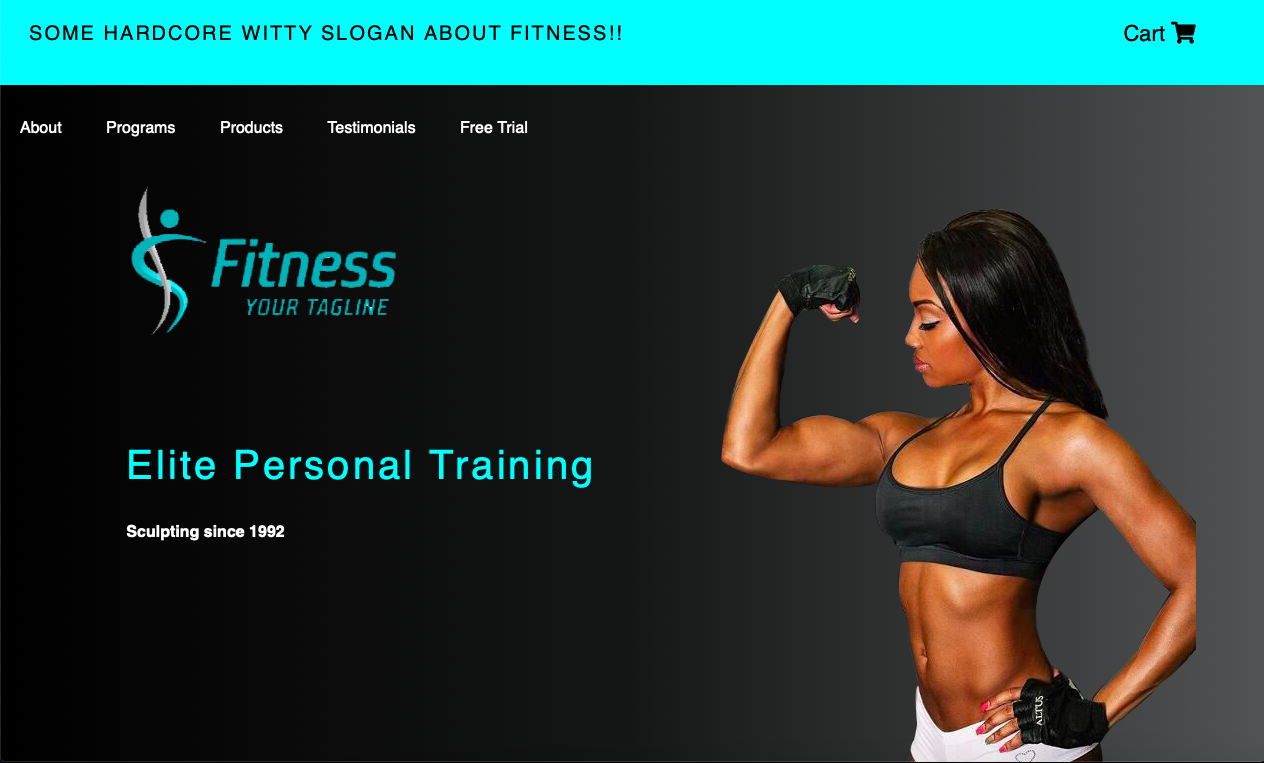 SOME HARDCORE WITTY SLOGAN ABOUT FITNESS!!
Cart
About Programs Products Testimonials Free Trial
Fitness
YOUR TAGLINE
Elite Personal Training
Sculpting since 1992
ALTUS